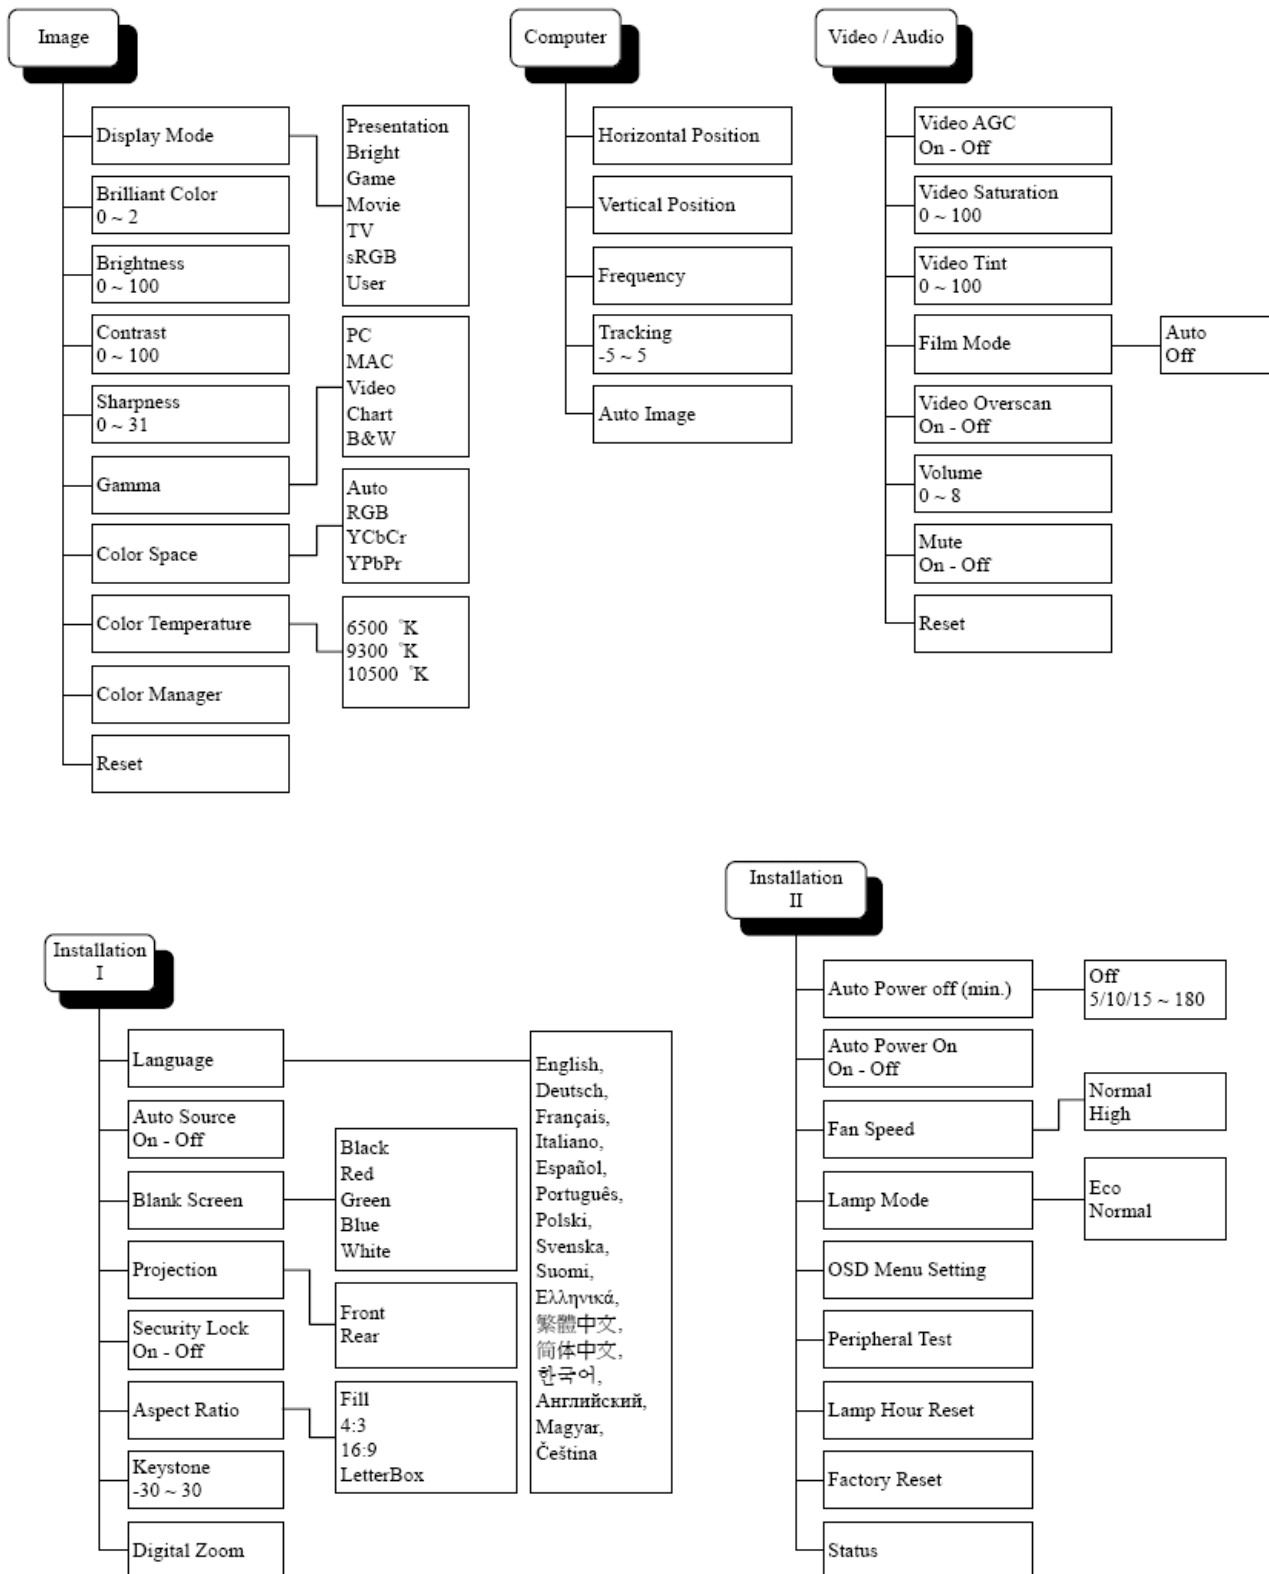 Image
Display Mode
Presentation
Bright
Game
Movie
TV
sRGB
User
Brilliant Color
0 ~ 2
Brightness
0 ~ 100
Contrast
0 ~ 100
Sharpness
0 ~ 31
Gamma
PC
MAC
Video
Chart
B&W
Color Space
Auto
RGB
YCbCr
YPbPr
Color Temperature
6500 °K
9300 °K
10500 °K
Color Manager
Reset
Computer
Horizontal Position
Vertical Position
Frequency
Tracking
-5 ~ 5
Auto Image
Video / Audio
Video AGC
On - Off
Video Saturation
0 ~ 100
Video Tint
0 ~ 100
Film Mode
Auto
Off
Video Overscan
On - Off
Volume
0 ~ 8
Mute
On - Off
Reset
Installation
I
Language
English,
Deutsch,
Français,
Italiano,
Español,
Português,
Polski,
Svenska,
Suomi,
Ελληνικά,
繁體中文,
简体中文,
한국어,
Английский,
Magyar,
Čeština
Auto Source
On - Off
Blank Screen
Black
Red
Green
Blue
White
Projection
Front
Rear
Security Lock
On - Off
Aspect Ratio
Fill
4:3
16:9
LetterBox
Keystone
-30 ~ 30
Digital Zoom
Installation
II
Auto Power off (min.)
Off
5/10/15 ~ 180
Auto Power On
On - Off
Fan Speed
Normal
High
Lamp Mode
Eco
Normal
OSD Menu Setting
Peripheral Test
Lamp Hour Reset
Factory Reset
Status